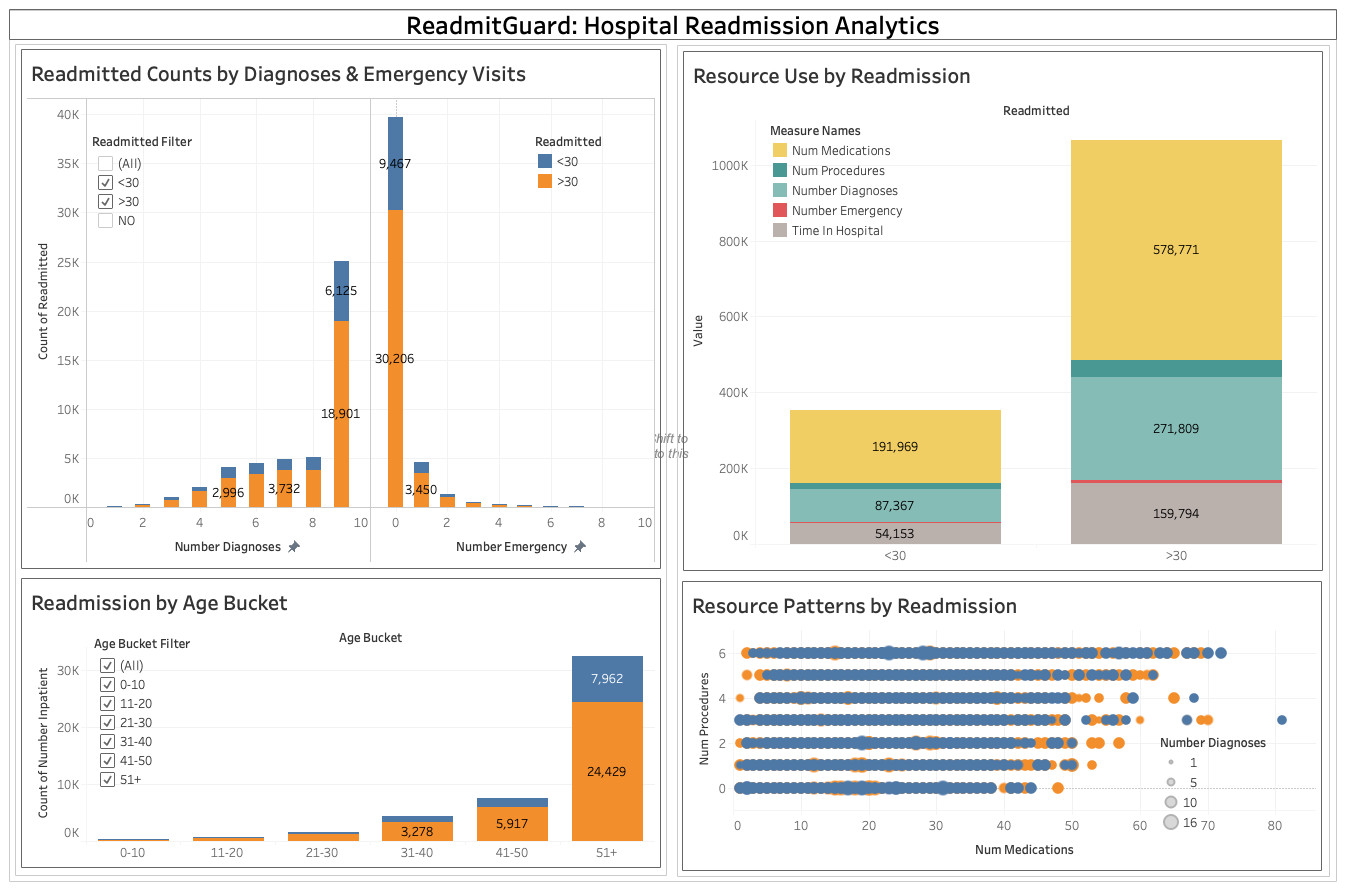 ReadmitGuard: Hospital Readmission Analytics
Readmitted Counts by Diagnoses & Emergency Visits
40K
35K
30K
25K
20K
15K
10K
5K
0K
Count of Readmitted
Readmitted Filter
(All)
<30
>30
NO
Readmitted
<30
>30
9,467
30,206
6,125
18,901
2,996
3,732
3,450
0 2 4 6 8 10
0 2 4 6 8 10
Number Diagnoses
Number Emergency
Shift to
to this
Resource Use by Readmission
Readmitted
Measure Names
Num Medications
Num Procedures
Number Diagnoses
Number Emergency
Time In Hospital
1000K
800K
600K
400K
200K
0K
Value
578,771
271,809
159,794
191,969
87,367
54,153
<30 >30
Readmission by Age Bucket
Age Bucket
Age Bucket Filter
(All)
0-10
11-20
21-30
31-40
41-50
51+
30K
20K
10K
0K
Count of Number Inpatient
7,962
24,429
5,917
3,278
0-10 11-20 21-30 31-40 41-50 51+
Resource Patterns by Readmission
6
4
2
0
Num Procedures
Number Diagnoses
1
5
10
16
0 10 20 30 40 50 60 70 80
Num Medications